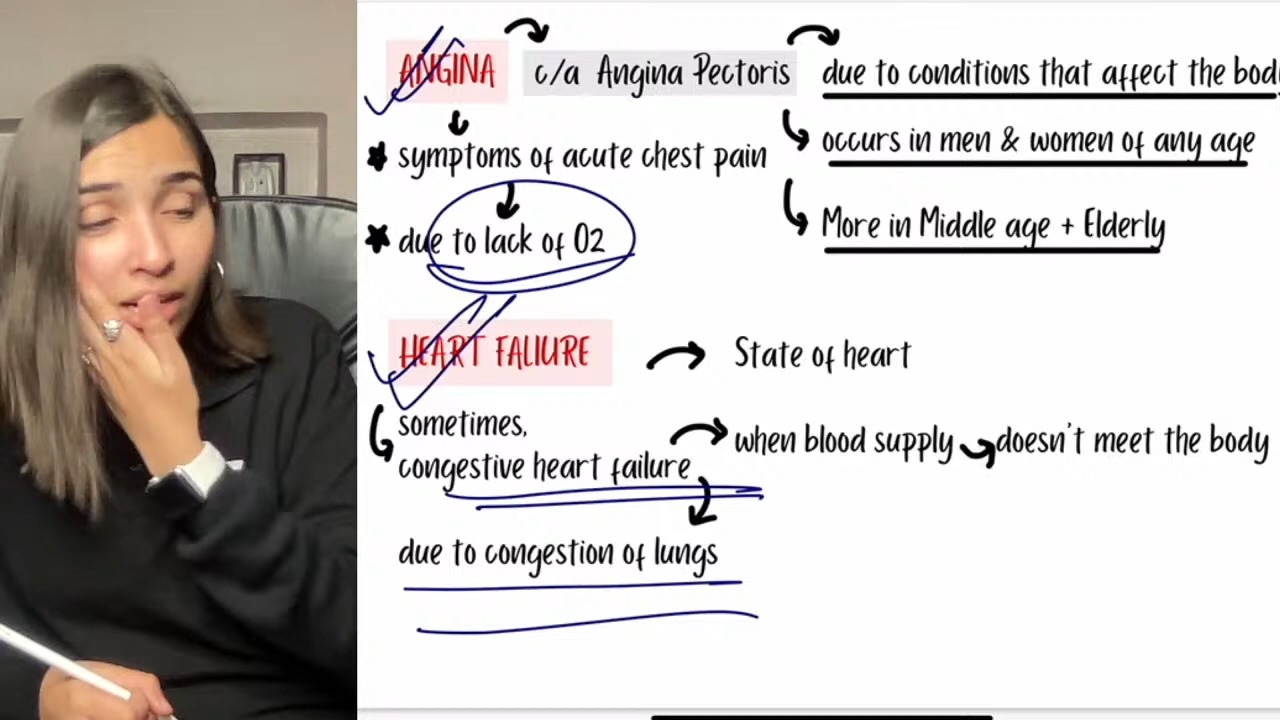 ANGINA
c/a Angina Pectoris
due to conditions that affect the body
symptoms of acute chest pain
occurs in men & women of any age
due to lack of O2
More in Middle age + Elderly
HEART FALIURE
State of heart
sometimes,
congestive heart failure
when blood supply doesn't meet the body
due to congestion of lungs